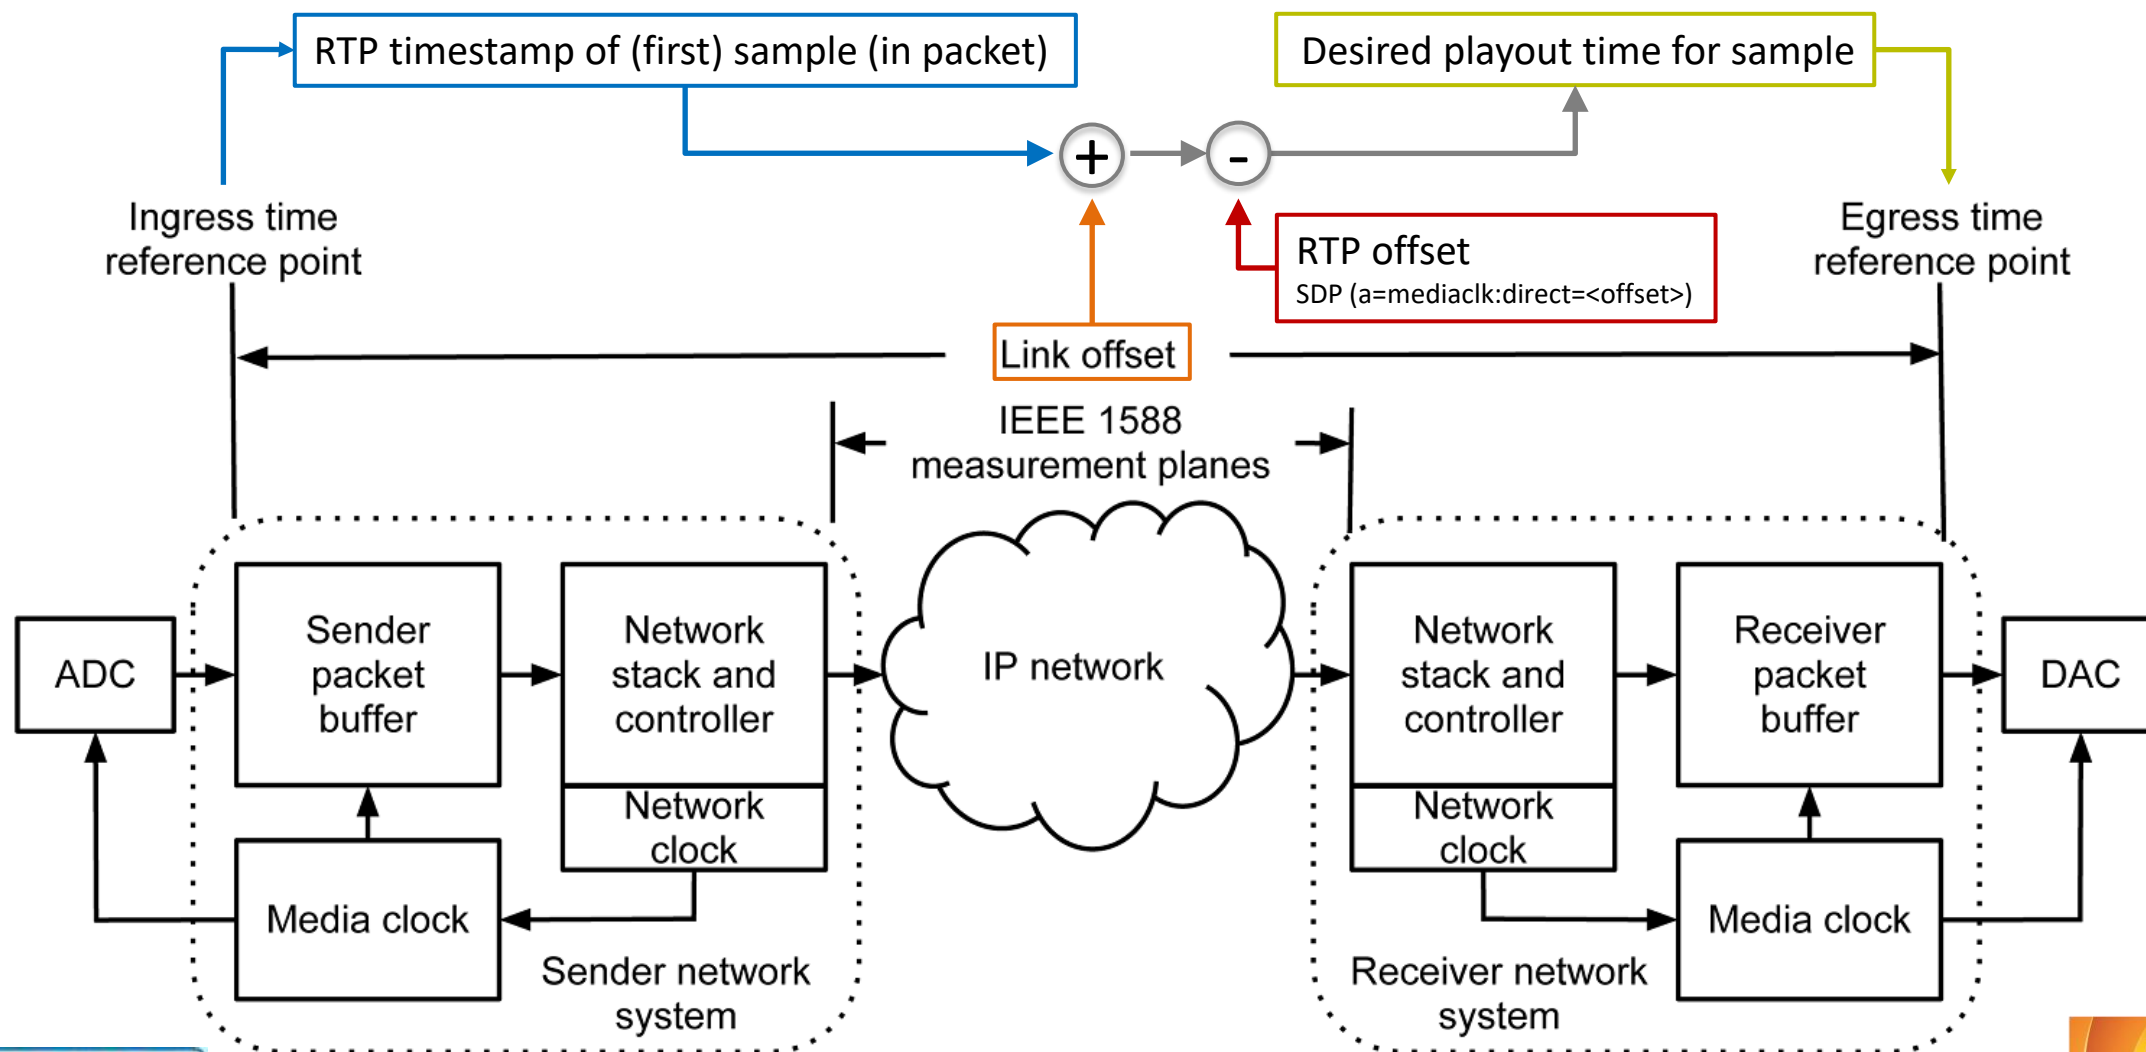 RTP timestamp of (first) sample (in packet)
Desired playout time for sample
+
-
Ingress time
reference point
RTP offset
SDP (a=mediaclk:direct=<offset>)
Egress time
reference point
Link offset
IEEE 1588
measurement planes
ADC
Sender
packet
buffer
Network
stack and
controller
Network
clock
Media clock
Sender network
system
IP network
Network
stack and
controller
Network
clock
Receiver
packet
buffer
Media clock
Receiver network
system
DAC